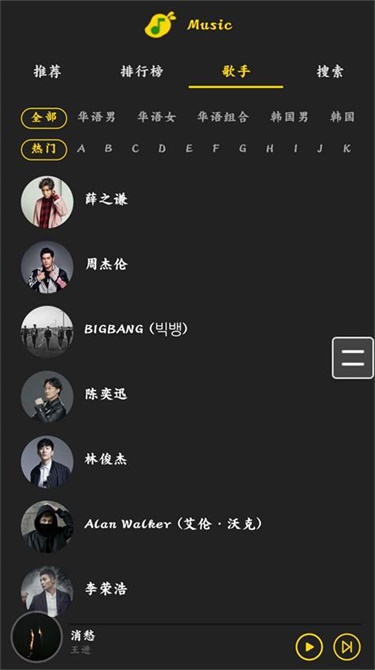 Music
推荐 排行榜 歌手 搜索
全部 华语男 华语女 华语组合 韩国男 韩国
热门 A B C D E F G H I J K
薛之谦
周杰伦
BIGBANG (빅뱅)
陈奕迅
林俊杰
Alan Walker (艾伦·沃克)
李荣浩
消愁
王进